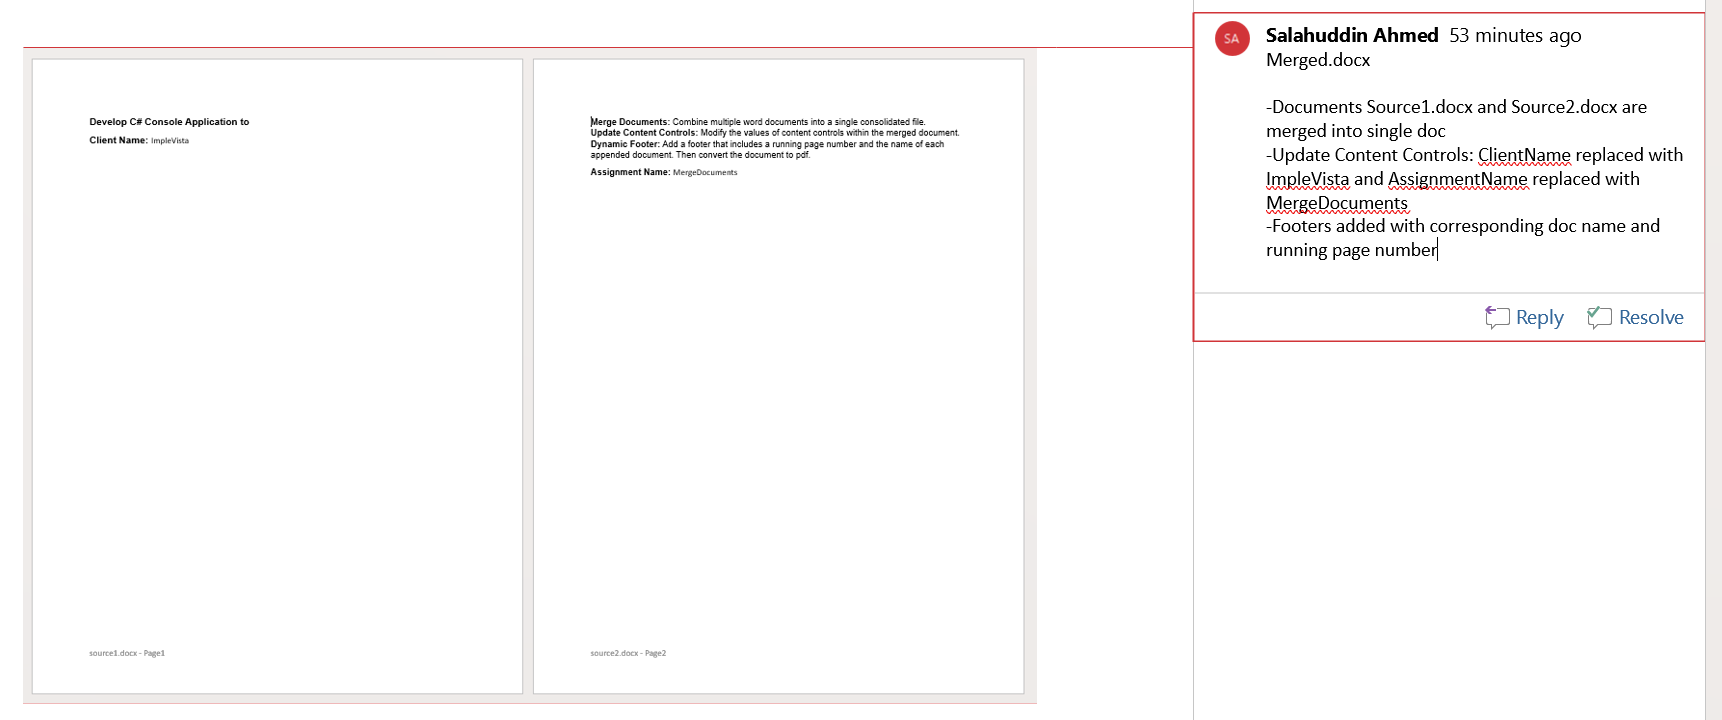 Develop C# Console Application to
Client Name: ImpleVista
source1.docx - Page1
Merge Documents: Combine multiple word documents into a single consolidated file.
Update Content Controls: Modify the values of content controls within the merged document.
Dynamic Footer: Add a footer that includes a running page number and the name of each
appended document. Then convert the document to pdf.
Assignment Name: MergeDocuments
source2.docx - Page2
SA
Salahuddin Ahmed 53 minutes ago
Merged.docx
-Documents Source1.docx and Source2.docx are
merged into single doc
-Update Content Controls: ClientName replaced with
ImpleVista and AssignmentName replaced with
MergeDocuments
-Footers added with corresponding doc name and
running page number
Reply Resolve